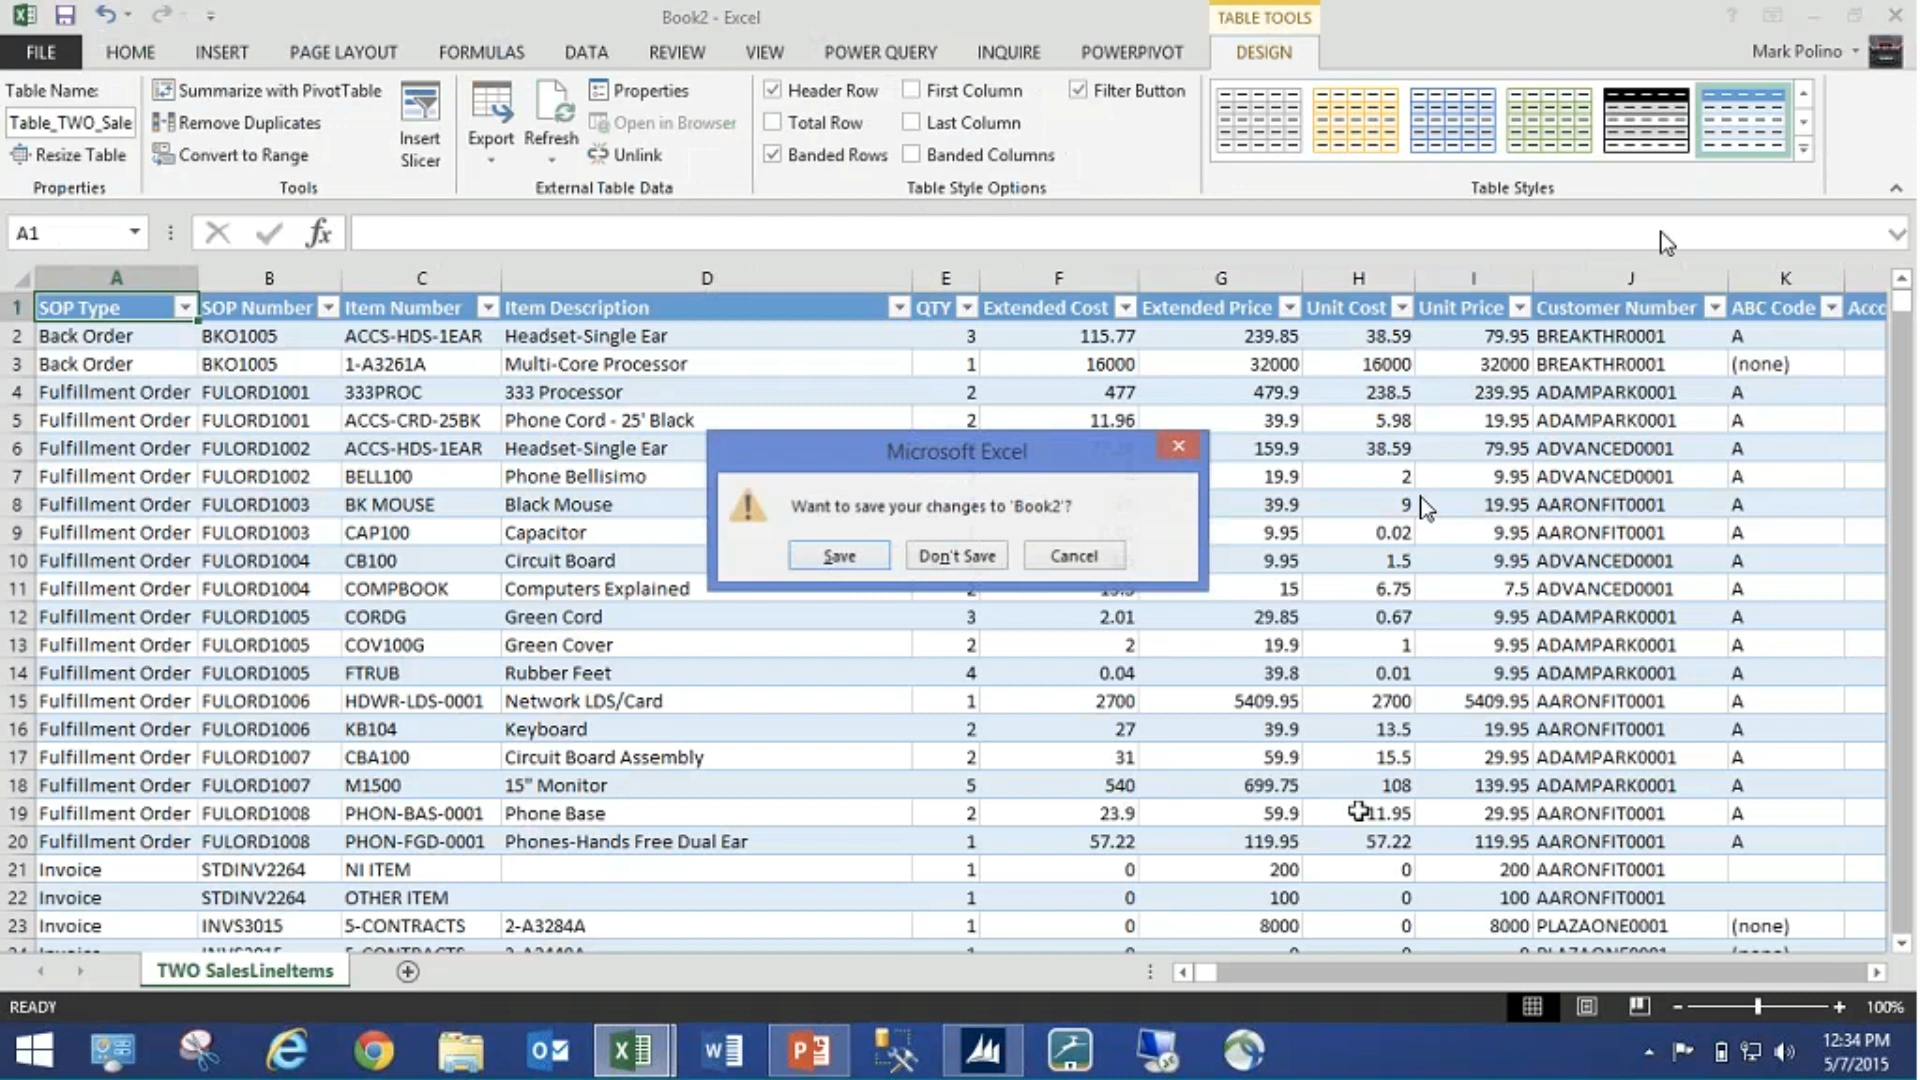 Book2 - Excel
TABLE TOOLS
?
FILE HOME INSERT PAGE LAYOUT FORMULAS DATA REVIEW VIEW POWER QUERY INQUIRE POWERPIVOT DESIGN Mark Polino
Table Name: Summarize with PivotTable Properties Header Row First Column Filter Button
Table_TWO_Sale Remove Duplicates Insert Slicer Export Refresh Open in Browser Total Row Last Column
Resize Table Convert to Range Unlink Banded Rows Banded Columns
Properties Tools External Table Data Table Style Options Table Styles
A1 fx
A B C D E F G H I J K
1 SOP Type SOP Number Item Number Item Description QTY Extended Cost Extended Price Unit Cost Unit Price Customer Number ABC Code Acco
2 Back Order BKO1005 ACCS-HDS-1EAR Headset-Single Ear 3 115.77 239.85 38.59 79.95 BREAKTHR0001 A
3 Back Order BKO1005 1-A3261A Multi-Core Processor 1 16000 32000 16000 32000 BREAKTHR0001 (none)
4 Fulfillment Order FULORD1001 333PROC 333 Processor 2 477 479.9 238.5 239.95 ADAMPARK0001 A
5 Fulfillment Order FULORD1001 ACCS-CRD-25BK Phone Cord - 25' Black 2 11.96 39.9 5.98 19.95 ADAMPARK0001 A
6 Fulfillment Order FULORD1002 ACCS-HDS-1EAR Headset-Single Ear 159.9 38.59 79.95 ADVANCED0001 A
7 Fulfillment Order FULORD1002 BELL100 Phone Bellisimo 19.9 2 9.95 ADVANCED0001 A
8 Fulfillment Order FULORD1003 BK MOUSE Black Mouse 39.9 9 19.95 AARONFIT0001 A
9 Fulfillment Order FULORD1003 CAP100 Capacitor 9.95 0.02 9.95 AARONFIT0001 A
10 Fulfillment Order FULORD1004 CB100 Circuit Board 9.95 1.5 9.95 ADVANCED0001 A
11 Fulfillment Order FULORD1004 COMPBOOK Computers Explained 15 6.75 7.5 ADVANCED0001 A
12 Fulfillment Order FULORD1005 CORDG Green Cord 3 2.01 29.85 0.67 9.95 ADAMPARK0001 A
13 Fulfillment Order FULORD1005 COV100G Green Cover 2 2 19.9 1 9.95 ADAMPARK0001 A
14 Fulfillment Order FULORD1005 FTRUB Rubber Feet 4 0.04 39.8 0.01 9.95 ADAMPARK0001 A
15 Fulfillment Order FULORD1006 HDWR-LDS-0001 Network LDS/Card 1 2700 5409.95 2700 5409.95 AARONFIT0001 A
16 Fulfillment Order FULORD1006 KB104 Keyboard 2 27 39.9 13.5 19.95 AARONFIT0001 A
17 Fulfillment Order FULORD1007 CBA100 Circuit Board Assembly 2 31 59.9 15.5 29.95 ADAMPARK0001 A
18 Fulfillment Order FULORD1007 M1500 15" Monitor 5 540 699.75 108 139.95 ADAMPARK0001 A
19 Fulfillment Order FULORD1008 PHON-BAS-0001 Phone Base 2 23.9 59.9 11.95 29.95 AARONFIT0001 A
20 Fulfillment Order FULORD1008 PHON-FGD-0001 Phones-Hands Free Dual Ear 1 57.22 119.95 57.22 119.95 AARONFIT0001 A
21 Invoice STDINV2264 NI ITEM 1 0 200 0 200 AARONFIT0001
22 Invoice STDINV2264 OTHER ITEM 1 0 100 0 100 AARONFIT0001
23 Invoice INVS3015 5-CONTRACTS 2-A3284A 1 0 8000 0 8000 PLAZAONE0001 (none)
Microsoft Excel
Want to save your changes to 'Book2'?
Save Don't Save Cancel
TWO SalesLineItems
READY 100%
12:34 PM
5/7/2015